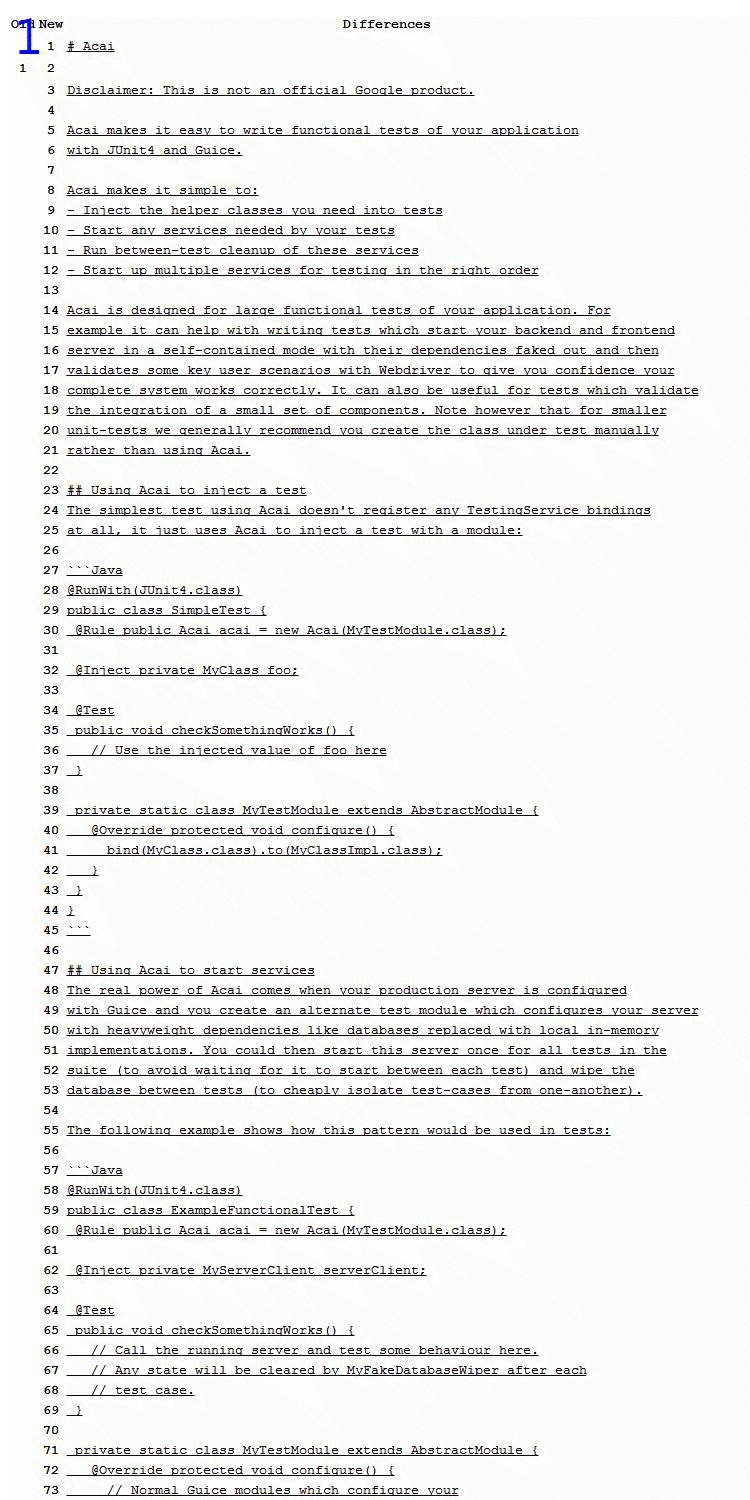 Old New Differences
1
1 # Acai
1 2
3 Disclaimer: This is not an official Google product.
4
5 Acai makes it easy to write functional tests of your application
6 with JUnit4 and Guice.
7
8 Acai makes it simple to:
9 - Inject the helper classes you need into tests
10 - Start any services needed by your tests
11 - Run between-test cleanup of these services
12 - Start up multiple services for testing in the right order
13
14 Acai is designed for large functional tests of your application. For
15 example it can help with writing tests which start your backend and frontend
16 server in a self-contained mode with their dependencies faked out and then
17 validates some key user scenarios with Webdriver to give you confidence your
18 complete system works correctly. It can also be useful for tests which validate
19 the integration of a small set of components. Note however that for smaller
20 unit-tests we generally recommend you create the class under test manually
21 rather than using Acai.
22
23 ## Using Acai to inject a test
24 The simplest test using Acai doesn't register any TestingService bindings
25 at all, it just uses Acai to inject a test with a module:
26
27 ```Java
28 @RunWith(JUnit4.class)
29 public class SimpleTest {
30  @Rule public Acai acai = new Acai(MyTestModule.class);
31
32  @Inject private MyClass foo;
33
34  @Test
35  public void checkSomethingWorks() {
36    // Use the injected value of foo here
37  }
38
39  private static class MyTestModule extends AbstractModule {
40    @Override protected void configure() {
41      bind(MyClass.class).to(MyClassImpl.class);
42    }
43  }
44 }
45 ```
46
47 ## Using Acai to start services
48 The real power of Acai comes when your production server is configured
49 with Guice and you create an alternate test module which configures your server
50 with heavyweight dependencies like databases replaced with local in-memory
51 implementations. You could then start this server once for all tests in the
52 suite (to avoid waiting for it to start between each test) and wipe the
53 database between tests (to cheaply isolate test-cases from one-another).
54
55 The following example shows how this pattern would be used in tests:
56
57 ```Java
58 @RunWith(JUnit4.class)
59 public class ExampleFunctionalTest {
60  @Rule public Acai acai = new Acai(MyTestModule.class);
61
62  @Inject private MyServerClient serverClient;
63
64  @Test
65  public void checkSomethingWorks() {
66    // Call the running server and test some behaviour here.
67    // Any state will be cleared by MyFakeDatabaseWiper after each
68    // test case.
69  }
70
71  private static class MyTestModule extends AbstractModule {
72    @Override protected void configure() {
73      // Normal Guice modules which configure your